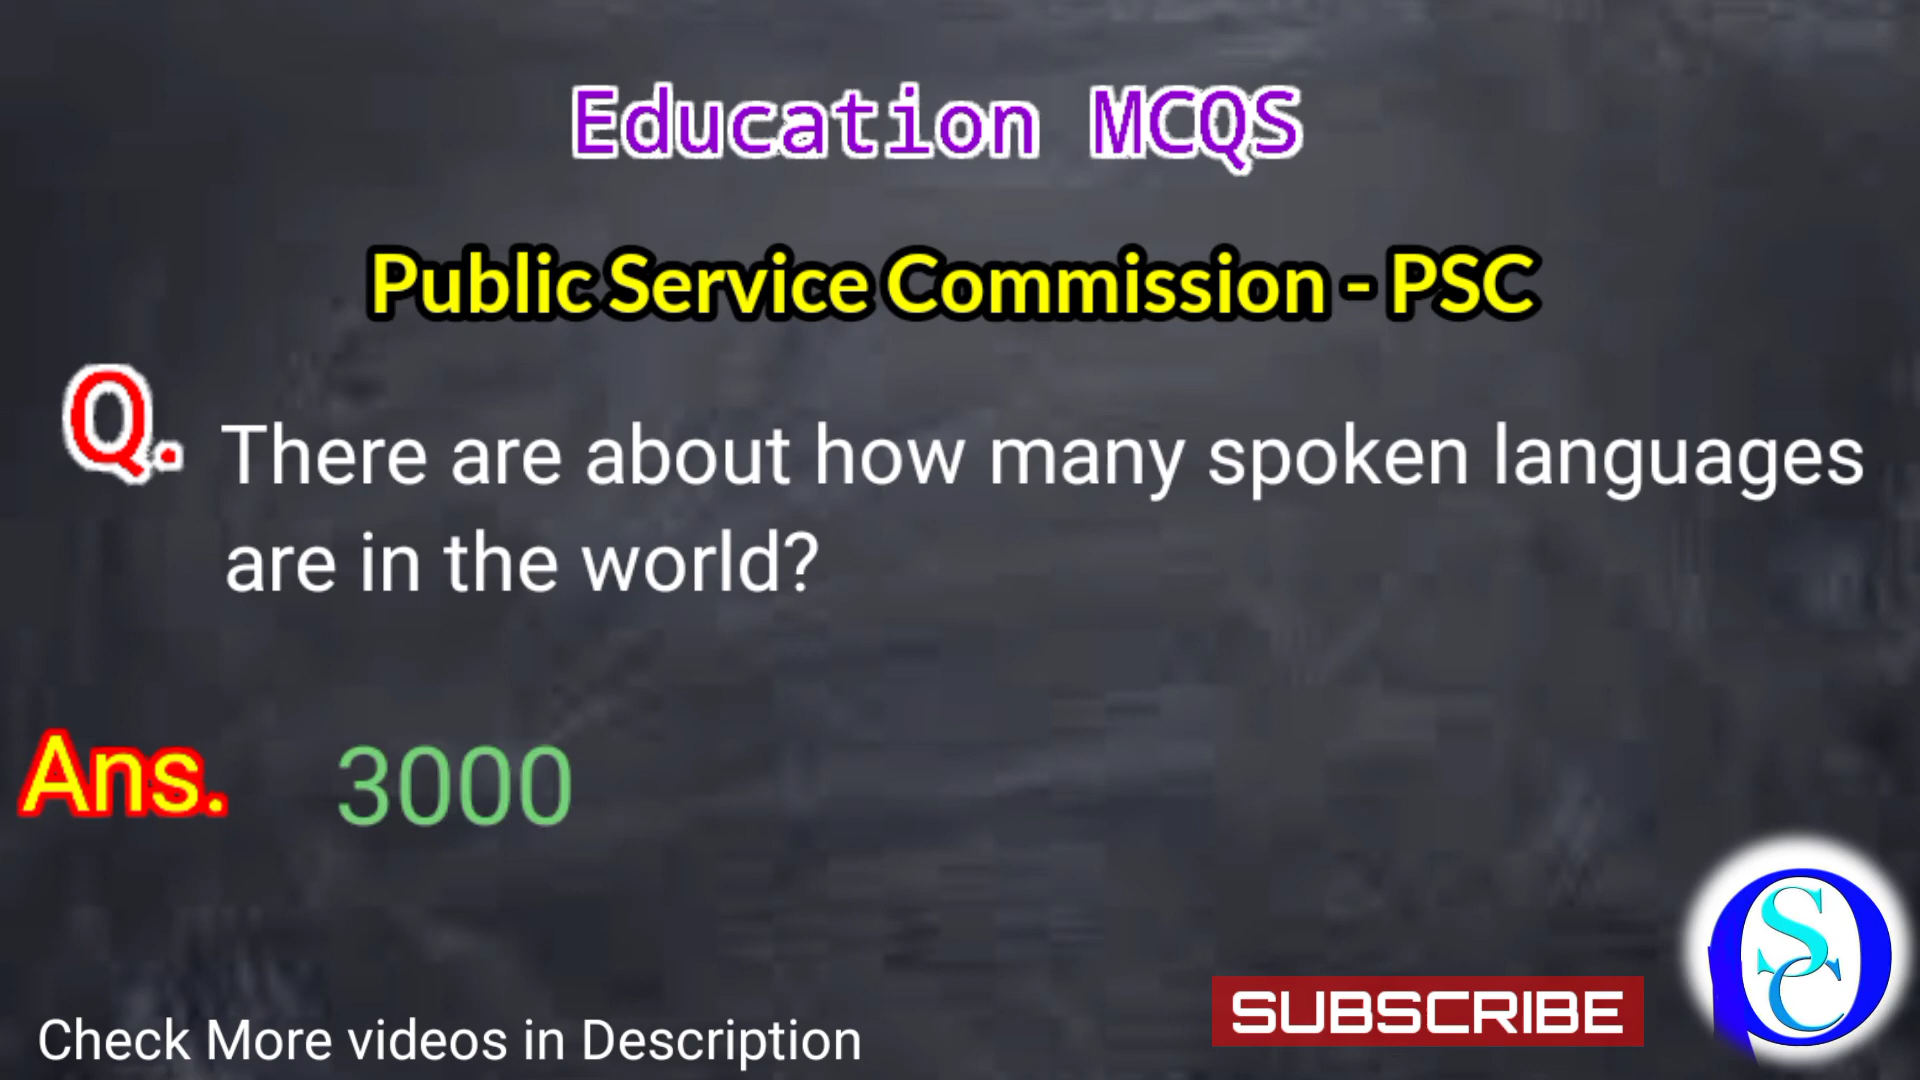 Education MCQS
Public Service Commission - PSC
Q. There are about how many spoken languages
are in the world?
Ans. 3000
SUBSCRIBE
Check More videos in Description